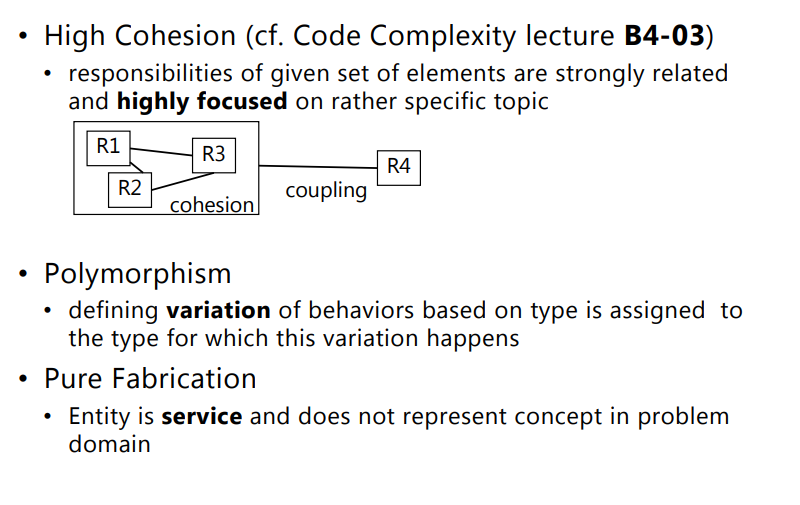 • High Cohesion (cf. Code Complexity lecture B4-03)
• responsibilities of given set of elements are strongly related
and highly focused on rather specific topic
R1
R3
R4
R2
coupling
cohesion
• Polymorphism
• defining variation of behaviors based on type is assigned to
the type for which this variation happens
• Pure Fabrication
• Entity is service and does not represent concept in problem
domain